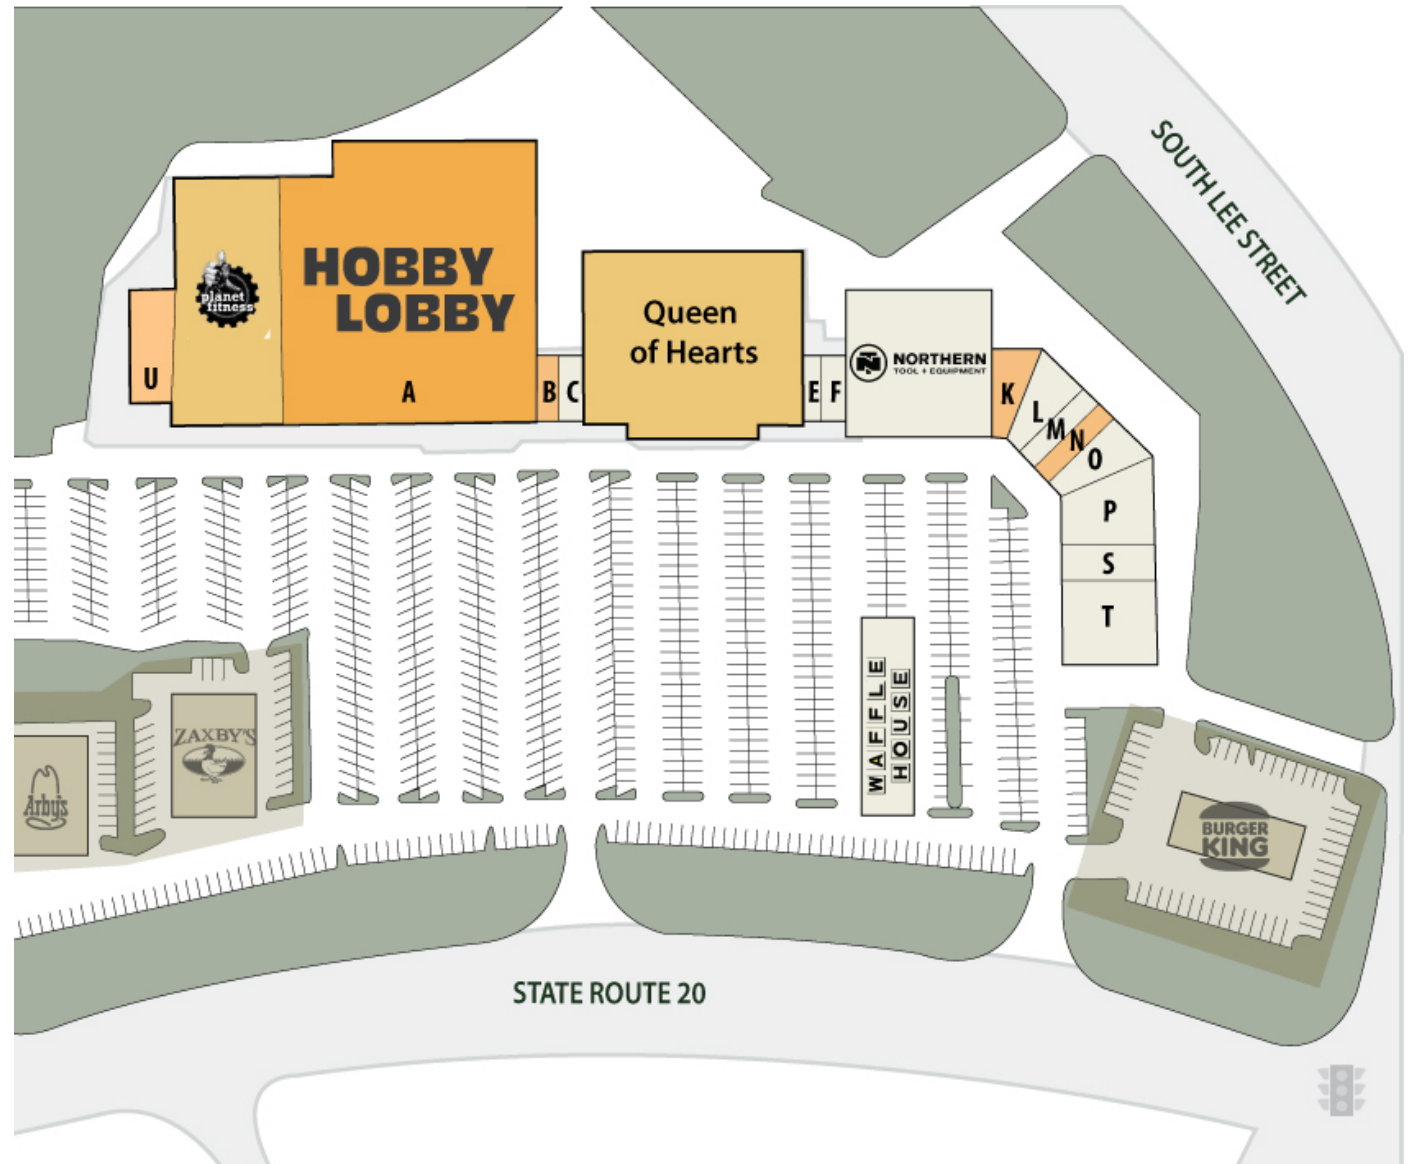 SOUTH LEE STREET
HOBBY
LOBBY
planet
fitness
Queen
of Hearts
NORTHERN
TOOL + EQUIPMENT
U
A
B
C
E
F
K
L
M
N
O
P
S
T
WAFFLE
HOUSE
ZAXBY'S
Arby's
BURGER
KING
STATE ROUTE 20